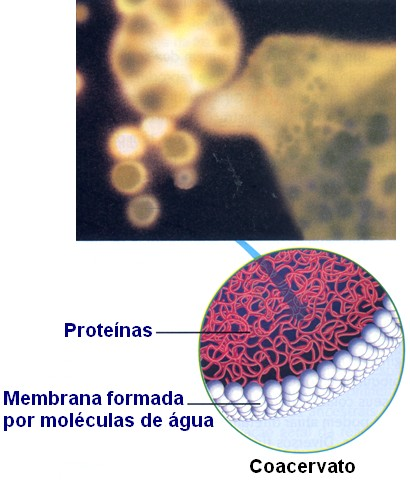 Proteínas
Membrana formada
por moléculas de água
Coacervato